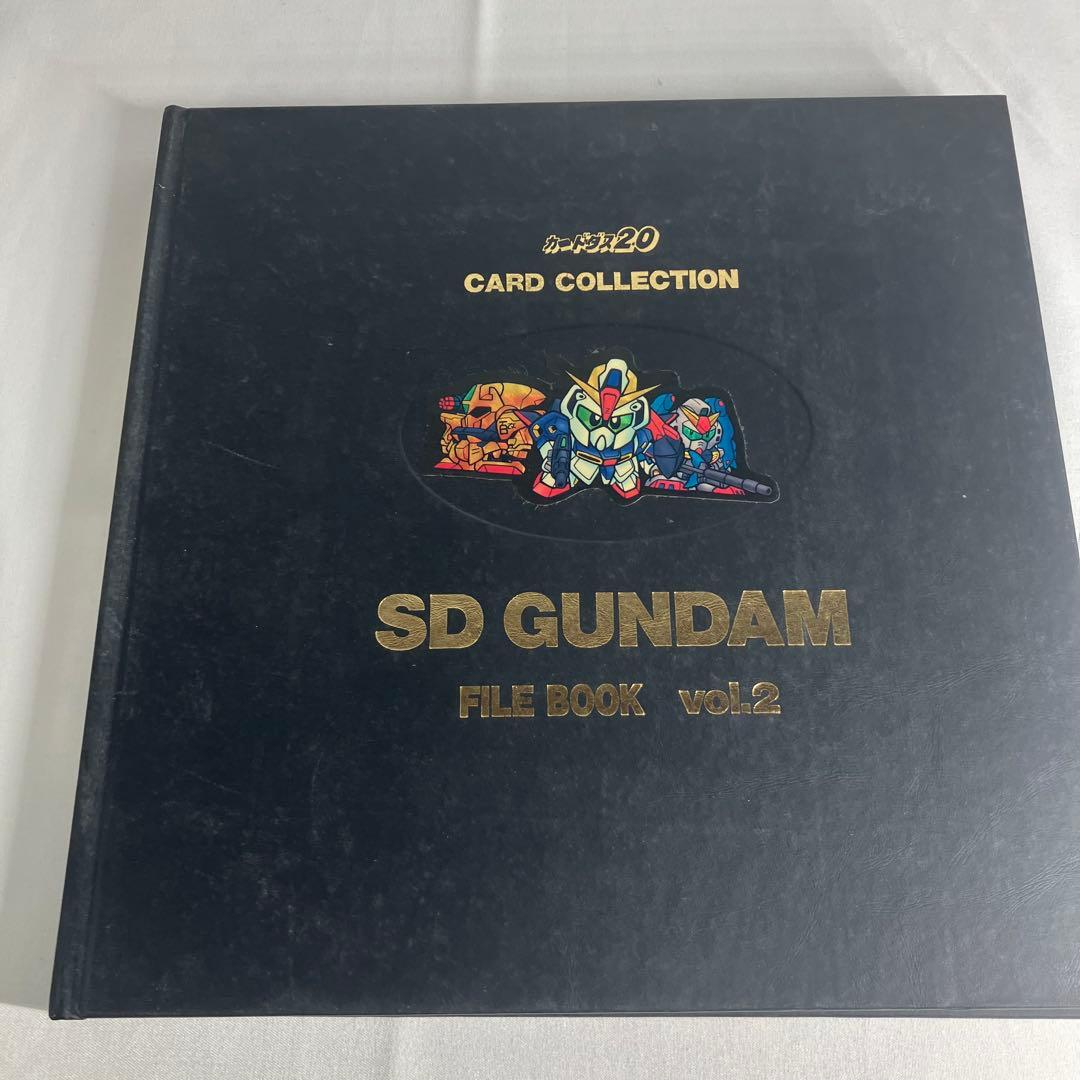 カードダス20
CARD COLLECTION
SD GUNDAM
FILE BOOK vol.2